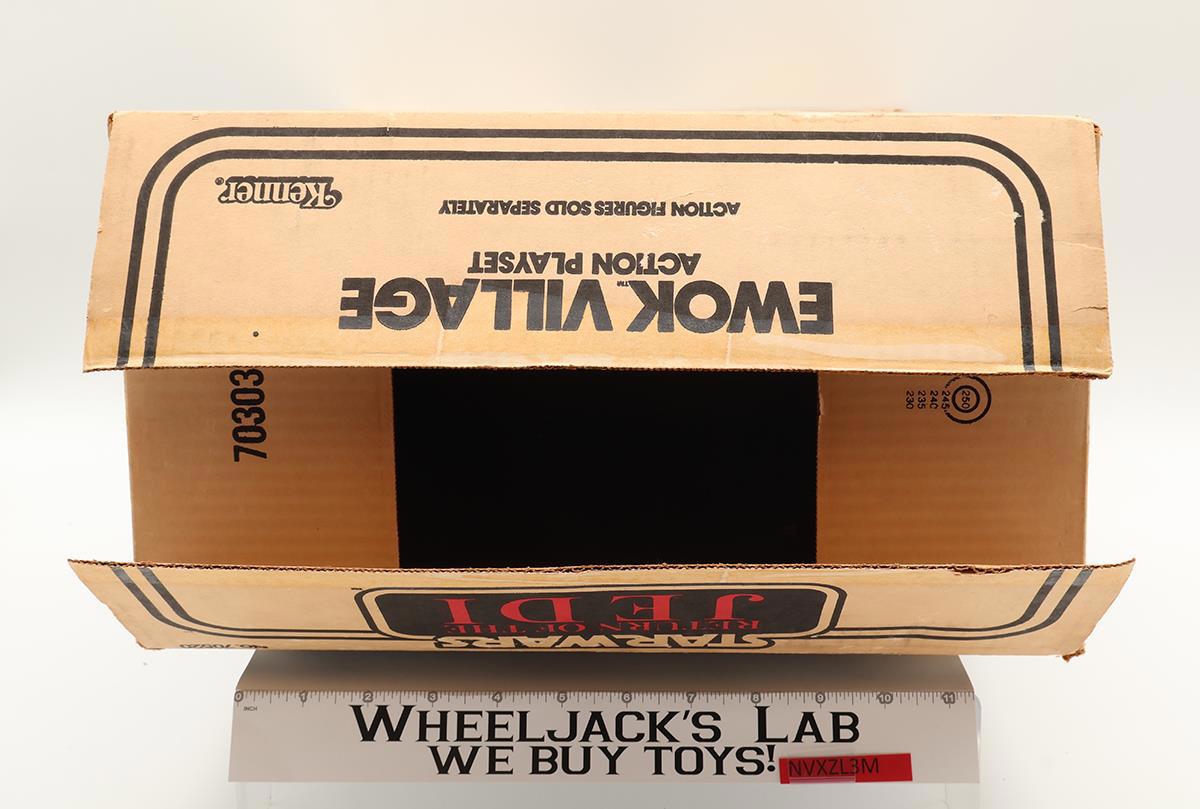 Kenner®
ACTION FIGURES SOLD SEPARATELY
ACTION PLAYSET
EWOK VILLAGE™
70303
250
245
240
235
230
STAR WARS
RETURN OF THE
JEDI
0 1 2 3 4 5 6 7 8 9 10 11
INCH
WHEELJACK'S LAB
WE BUY TOYS!
NVXZL3M